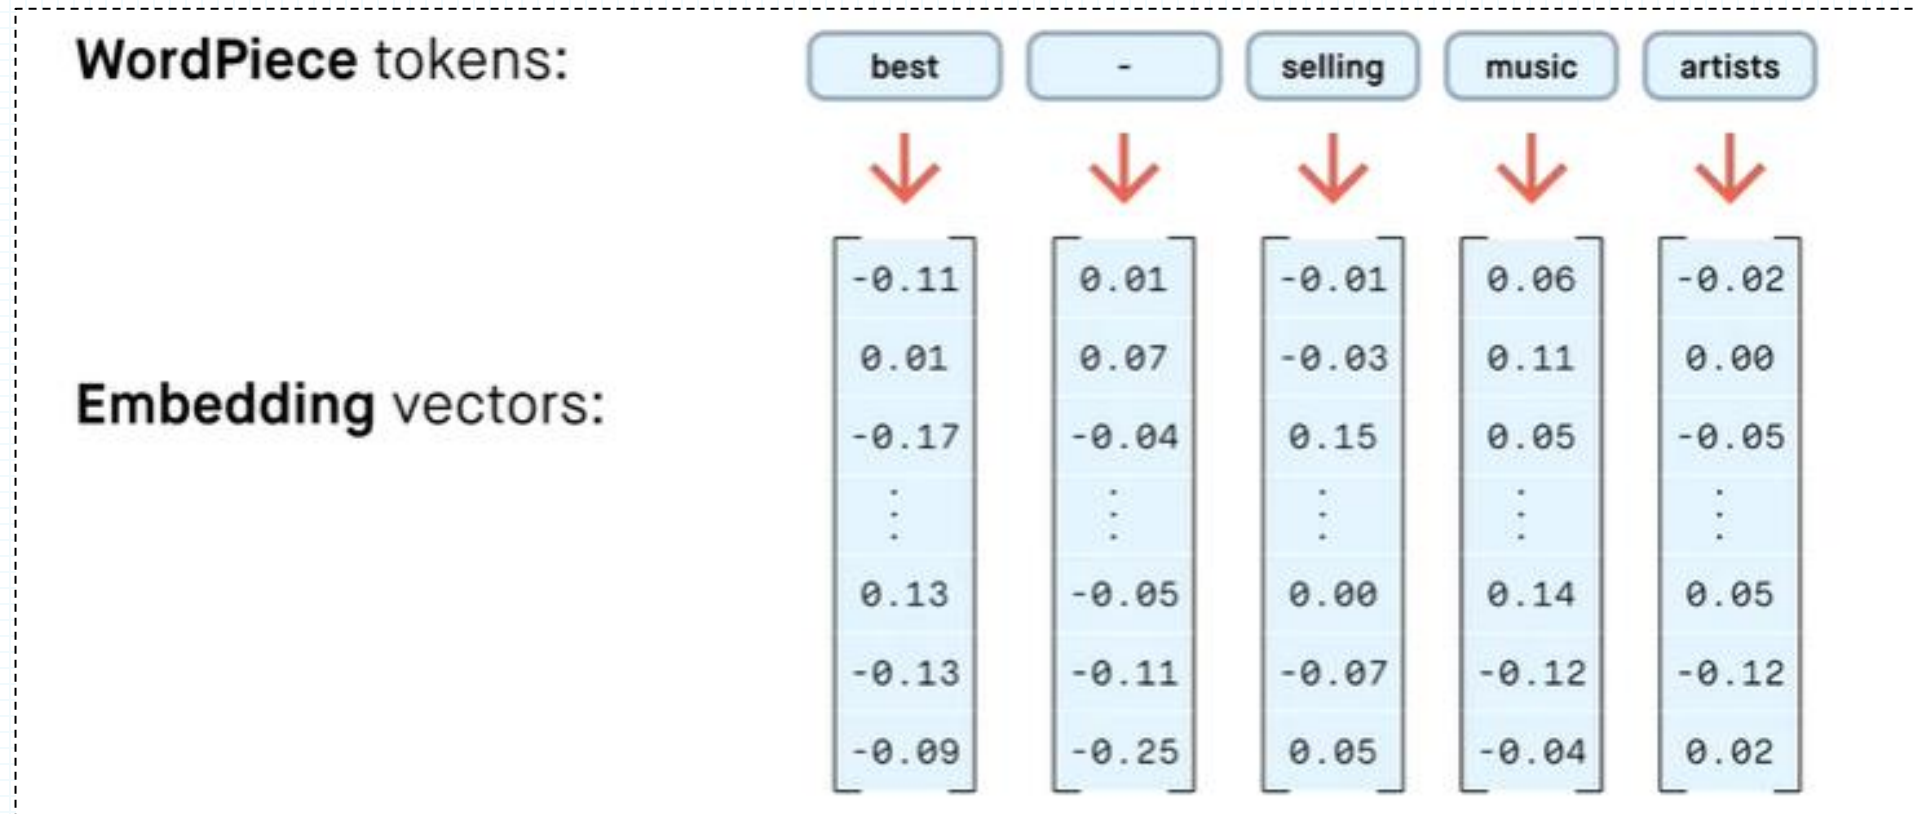 WordPiece tokens:
best - selling music artists
Embedding vectors:
-0.11 0.01 -0.01 0.06 -0.02
0.01 0.07 -0.03 0.11 0.00
-0.17 -0.04 0.15 0.05 -0.05
⋮ ⋮ ⋮ ⋮ ⋮
0.13 -0.05 0.00 0.14 0.05
-0.13 -0.11 -0.07 -0.12 -0.12
-0.09 -0.25 0.05 -0.04 0.02